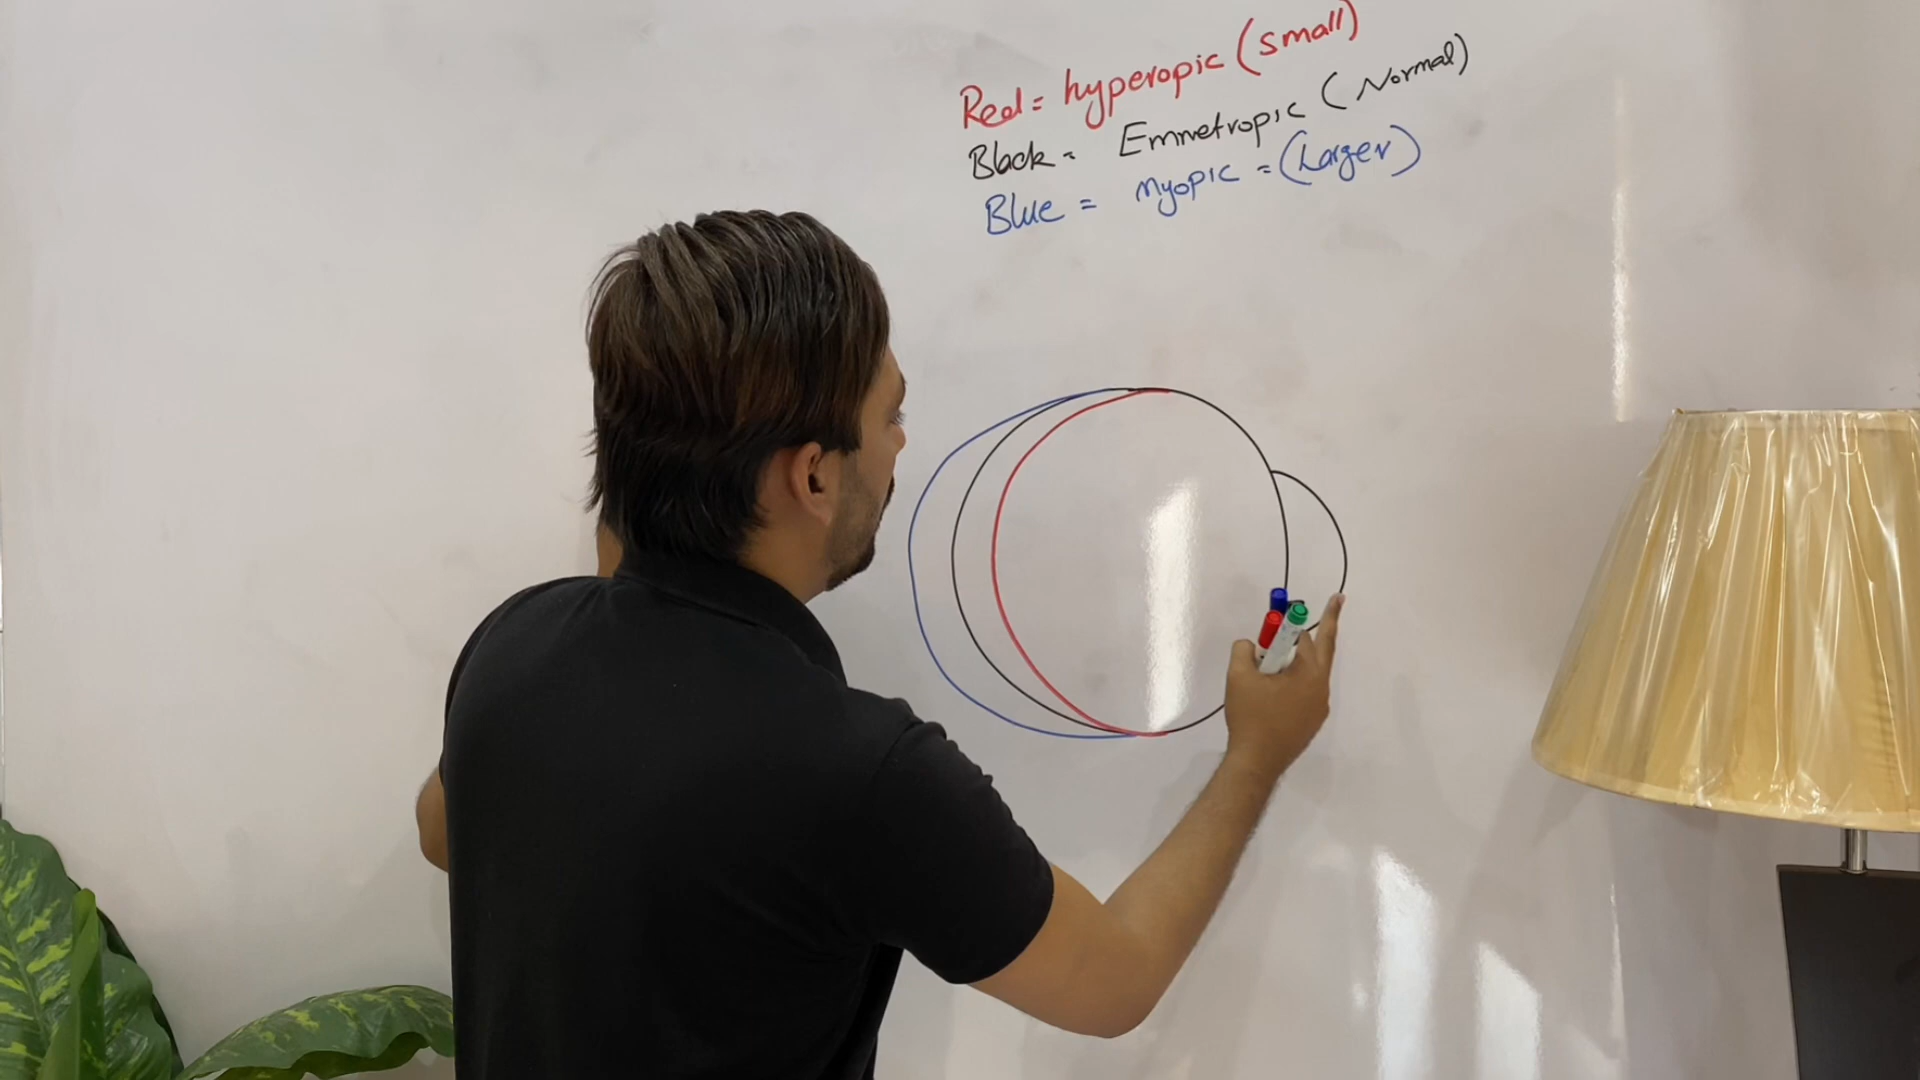 Red = hyperopic (small)
Black = Emmetropic (Normal)
Blue = Myopic = (Larger)